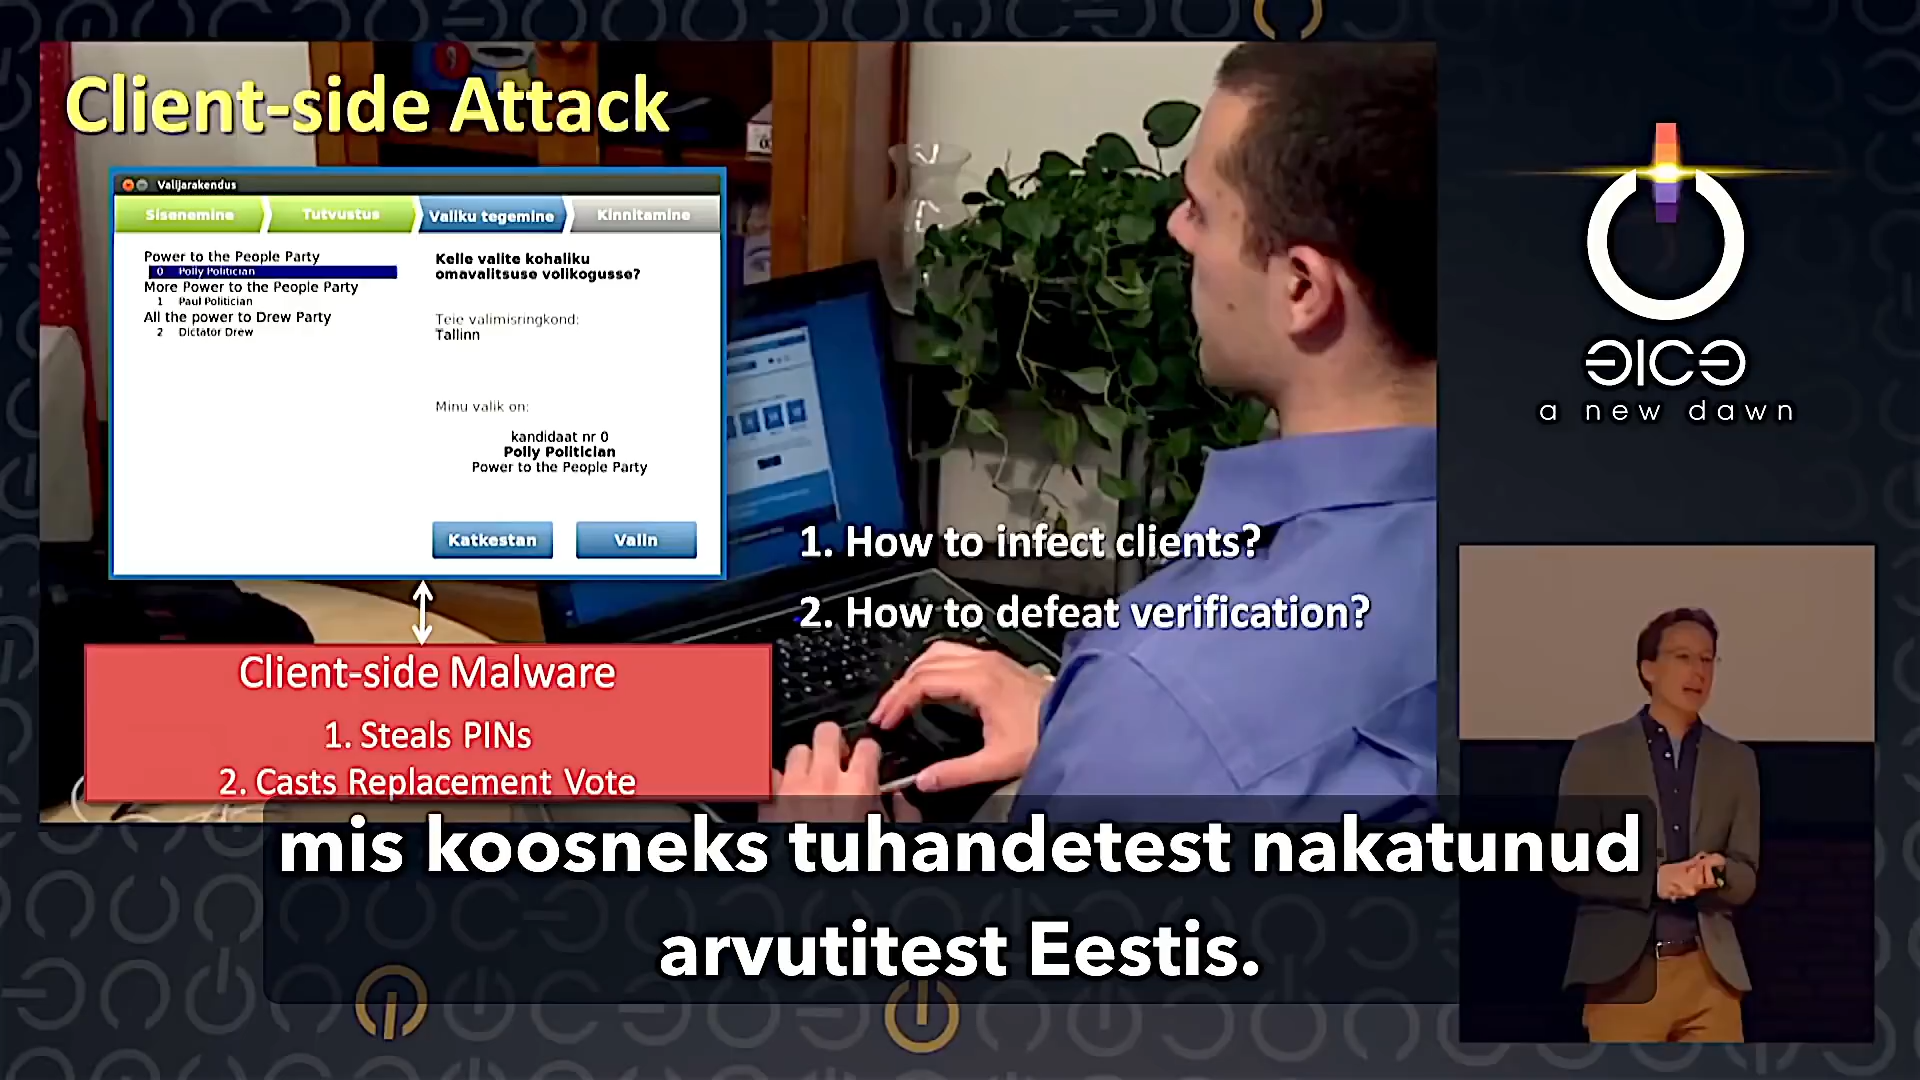 Client-side Attack
Valijarakendus
Sisenemine
Tutvustus
Valiku tegemine
Kinnitamine
Power to the People Party
0 Polly Politician
More Power to the People Party
1 Paul Politician
All the power to Drew Party
2 Dictator Drew
Kelle valite kohaliku
omavalitsuse volikogusse?
Teie valimisringkond:
Tallinn
Minu valik on:
kandidaat nr 0
Polly Politician
Power to the People Party
Katkestan
Valin
1. How to infect clients?
2. How to defeat verification?
Client-side Malware
1. Steals PINs
2. Casts Replacement Vote
a new dawn
mis koosneks tuhandetest nakatunud
arvutitest Eestis.